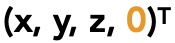 (x, y, z, 0)ᵀ